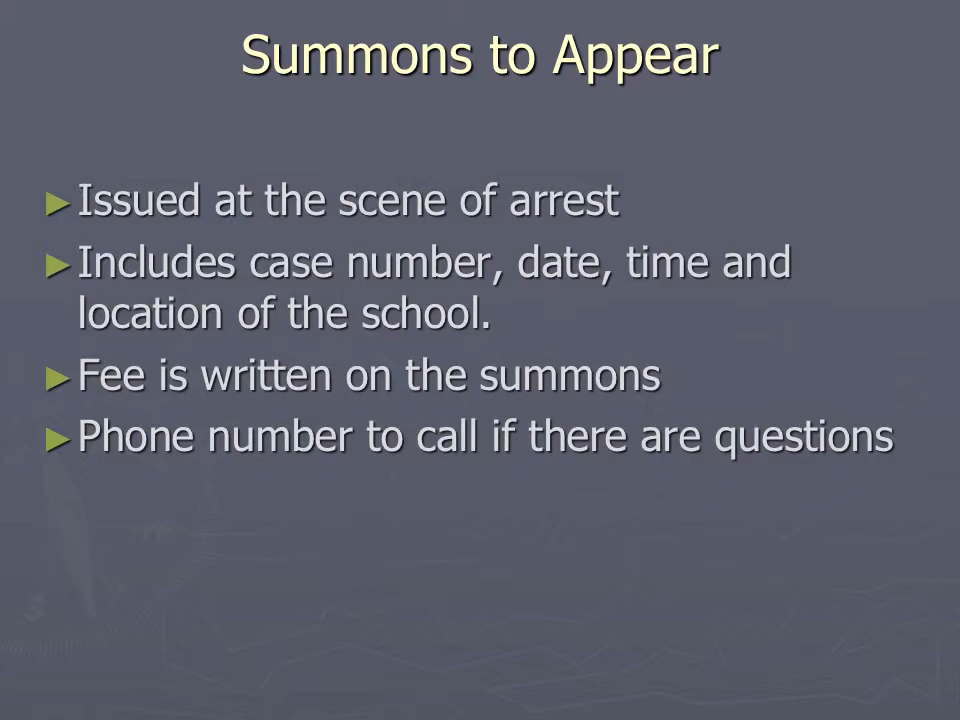 Summons to Appear
► Issued at the scene of arrest
► Includes case number, date, time and
location of the school.
► Fee is written on the summons
► Phone number to call if there are questions